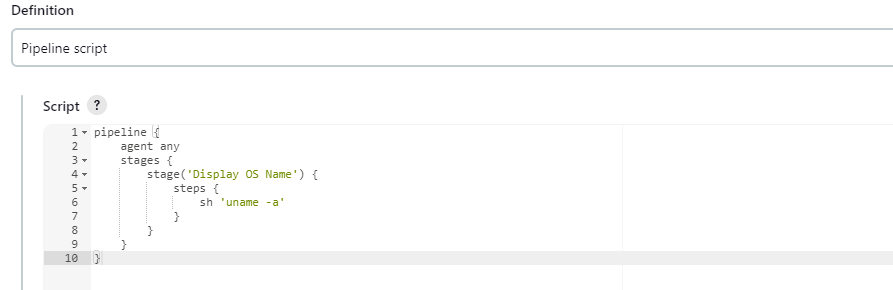 Definition
Pipeline script
Script ?
1 pipeline {
2     agent any
3     stages {
4         stage('Display OS Name') {
5             steps {
6                 sh 'uname -a'
7             }
8         }
9     }
10 }